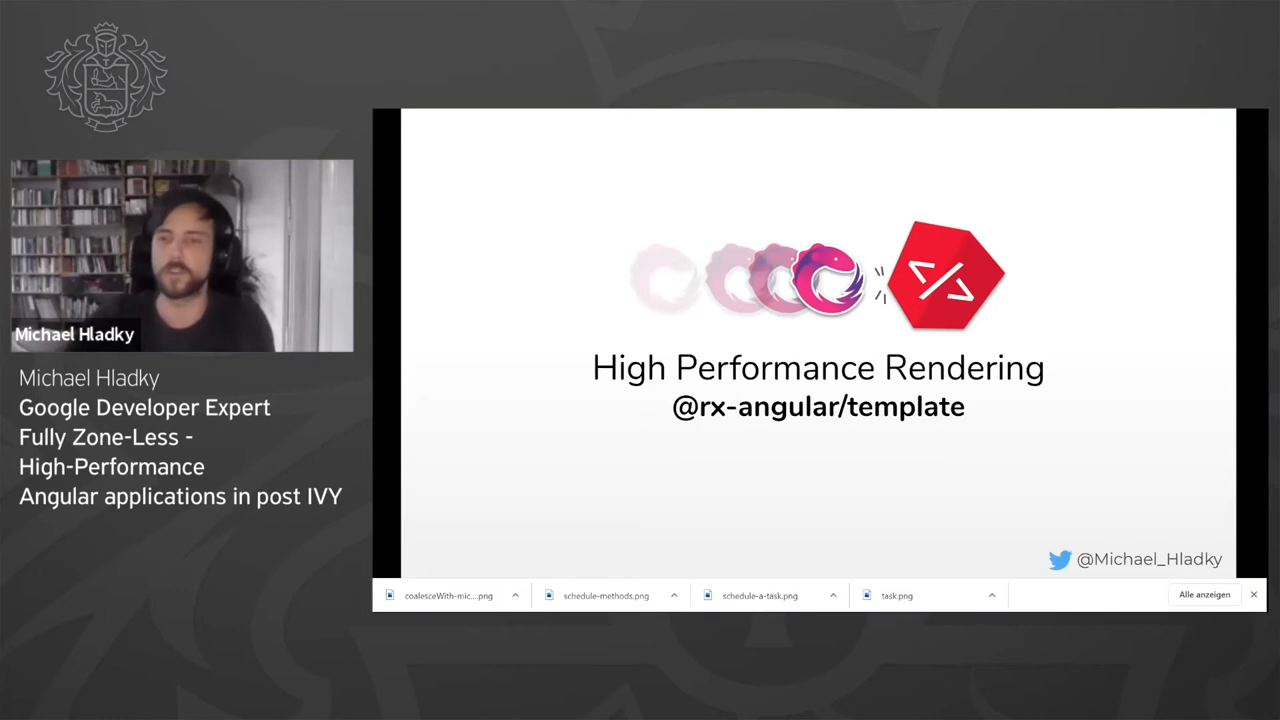 Michael Hladky
Michael Hladky
Google Developer Expert
Fully Zone-Less -
High-Performance
Angular applications in post IVY
</>
High Performance Rendering
@rx-angular/template
@Michael_Hladky
coalesceWith-mic....png
schedule-methods.png
schedule-a-task.png
task.png
Alle anzeigen